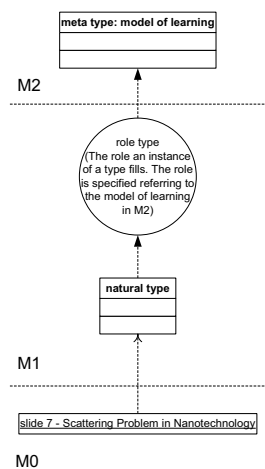 meta type: model of learning
M2
role type
(The role an instance
of a type fills. The role
is specified referring to
the model of learning
in M2)
natural type
M1
slide 7 - Scattering Problem in Nanotechnology
M0